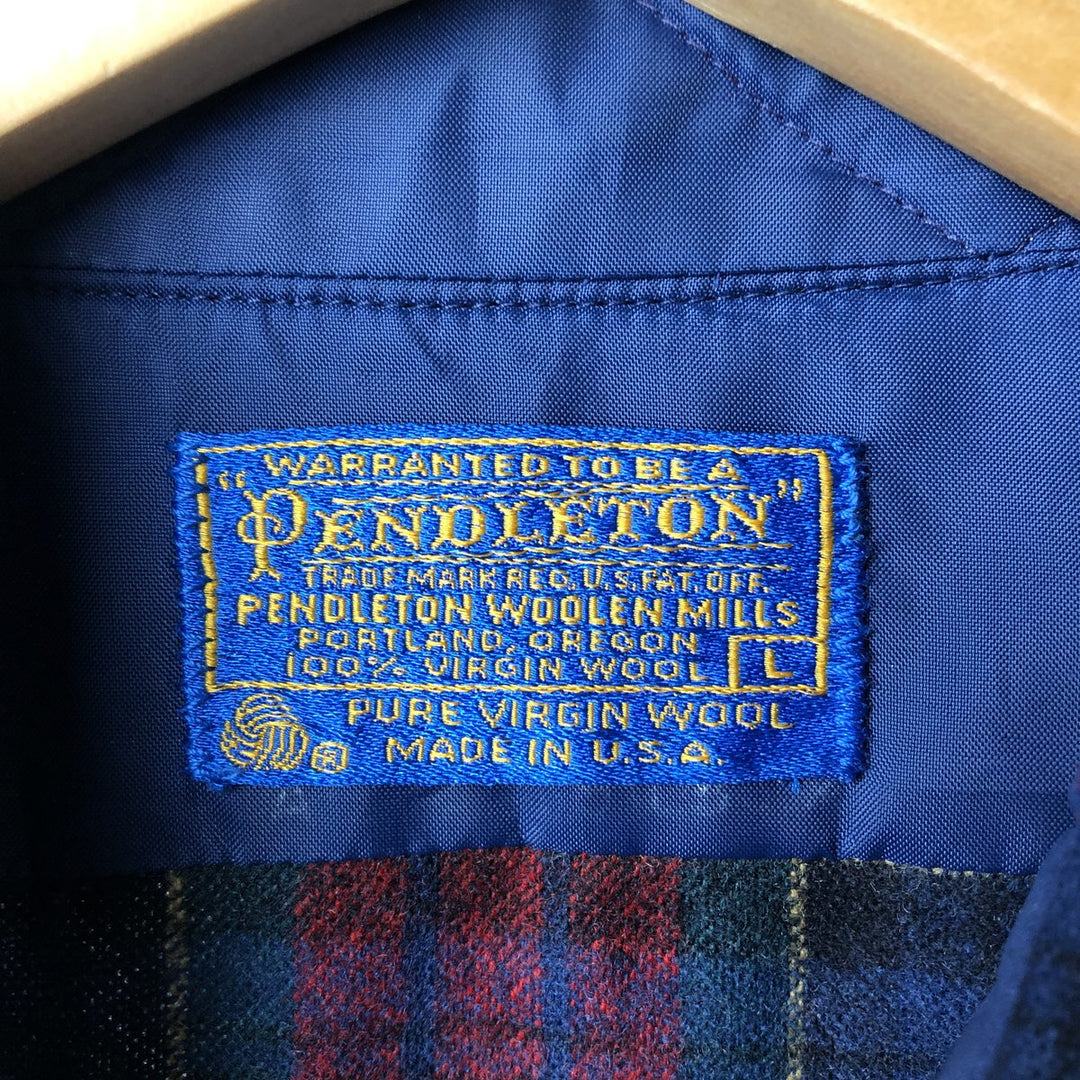 WARRANTED TO BE A
"PENDLETON"
TRADE MARK REG. U.S. PAT. OFF.
PENDLETON WOOLEN MILLS
PORTLAND, OREGON
100% VIRGIN WOOL L
PURE VIRGIN WOOL
® MADE IN U.S.A.